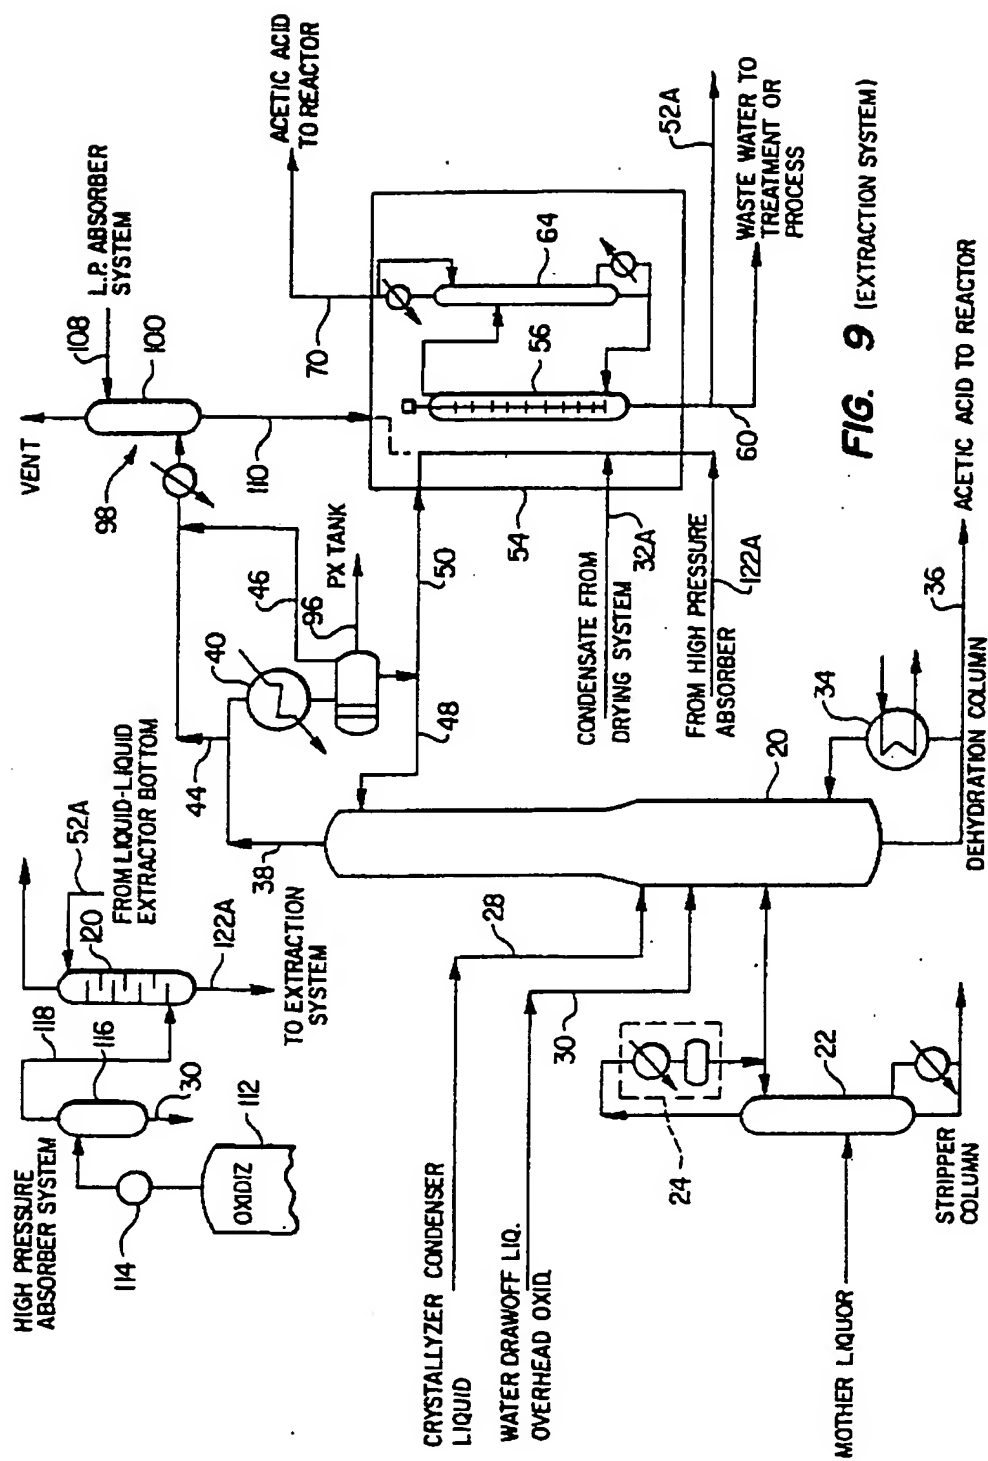 HIGH PRESSURE
ABSORBER SYSTEM
114
OXIDIZ
112
30
116
118
120
52A
FROM LIQUID-LIQUID
EXTRACTOR BOTTOM
122A
TO EXTRACTION
SYSTEM
VENT
98
100
108
L.P. ABSORBER
SYSTEM
110
44
46
40
38
96
PX TANK
48
50
ACETIC ACID
TO REACTOR
70
64
56
54
52A
60
WASTE WATER TO
TREATMENT OR
PROCESS
CONDENSATE FROM
DRYING SYSTEM
32A
FROM HIGH PRESSURE
ABSORBER
122A
CRYSTALLYZER CONDENSER
LIQUID
28
WATER DRAWOFF LIQ.
OVERHEAD OXID.
30
24
22
MOTHER LIQUOR
STRIPPER
COLUMN
20
34
36
DEHYDRATION COLUMN
ACETIC ACID TO REACTOR
FIG. 9 (EXTRACTION SYSTEM)